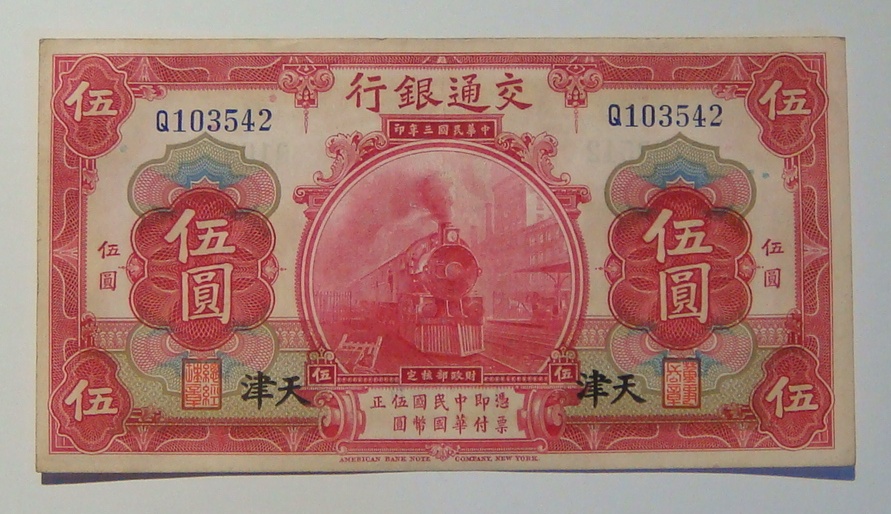 交通銀行
伍
伍
Q103542
Q103542
中華民國三年印
伍圓
伍圓
伍圓
伍圓
財政部核定
伍
伍
天津
天津
憑票即付中華民國國幣伍圓正
伍
伍
AMERICAN BANK NOTE COMPANY, NEW YORK.